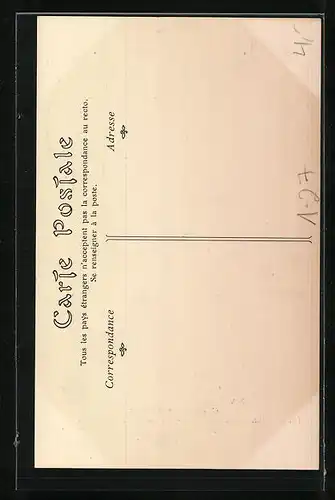 Carte Postale
Tous les pays étrangers n'acceptent pas la correspondance au recto.
Se renseigner à la poste.
Correspondance
Adresse
1-27